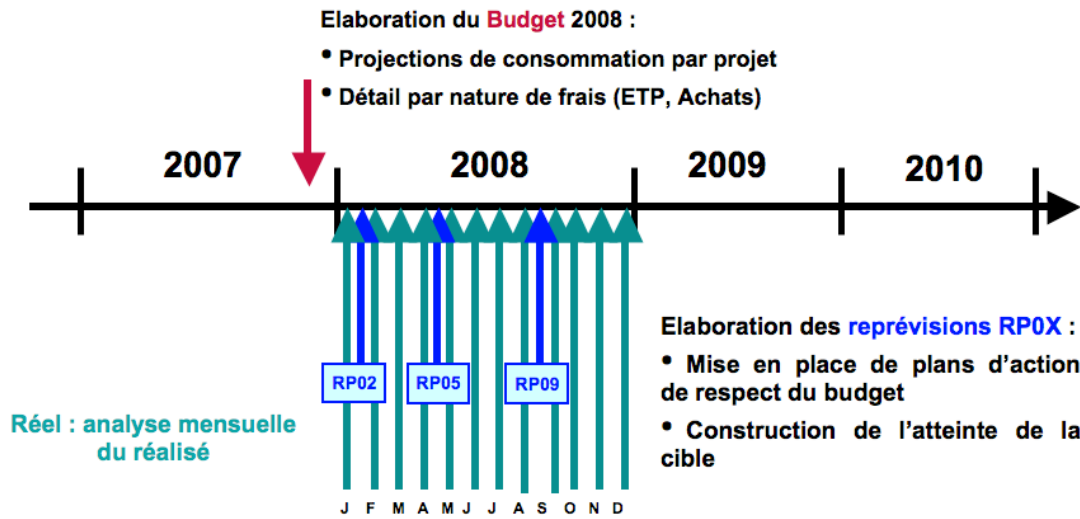 Elaboration du Budget 2008 :
• Projections de consommation par projet
• Détail par nature de frais (ETP, Achats)
2007 2008 2009 2010
RP02 RP05 RP09
Elaboration des reprévisions RP0X :
• Mise en place de plans d’action
de respect du budget
• Construction de l’atteinte de la
cible
Réel : analyse mensuelle
du réalisé
J F M A M J J A S O N D